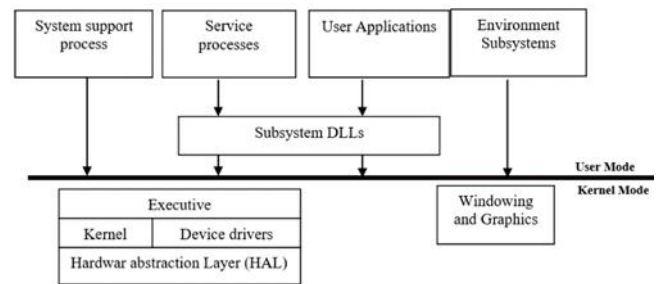 System support
process
Service
processes
User Applications
Environment
Subsystems
Subsystem DLLs
User Mode
Kernel Mode
Executive
Kernel
Device drivers
Hardwar abstraction Layer (HAL)
Windowing
and Graphics